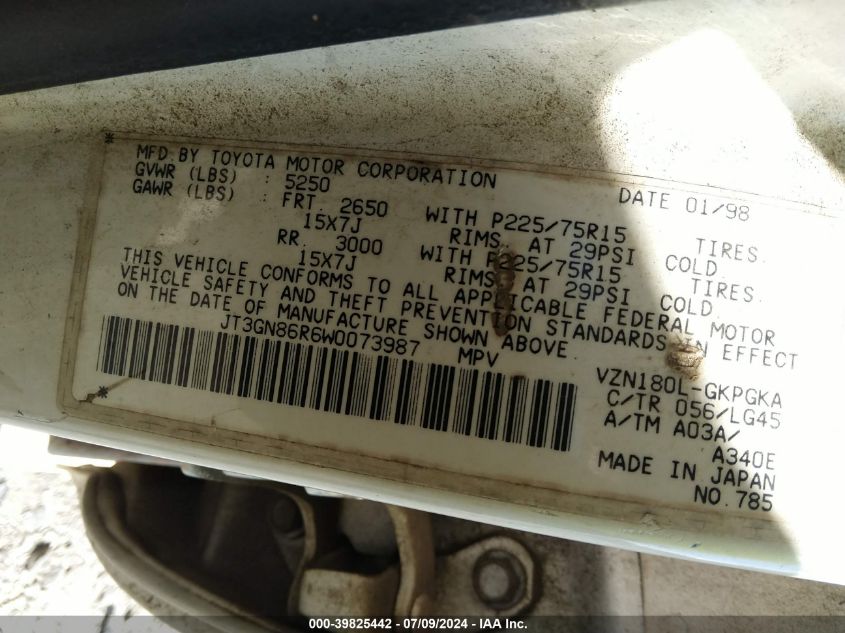 MFD.BY TOYOTA MOTOR CORPORATION DATE 01/98
GVWR (LBS) : 5250
GAWR (LBS) : FRT. 2650 WITH P225/75R15 TIRES.
15X7J RIMS. AT 29PSI COLD.
RR. 3000 WITH P225/75R15 TIRES.
15X7J RIMS. AT 29PSI COLD.
THIS VEHICLE CONFORMS TO ALL APPLICABLE FEDERAL MOTOR
VEHICLE SAFETY AND THEFT PREVENTION STANDARDS IN EFFECT
ON THE DATE OF MANUFACTURE SHOWN ABOVE.
JT3GN86R6W0073987 MPV
VZN180L-GKPGKA
C/TR 056/LG45
A/TM A03A/
A340E
MADE IN JAPAN
NO.785
000-39825442 - 07/09/2024 - IAA Inc.